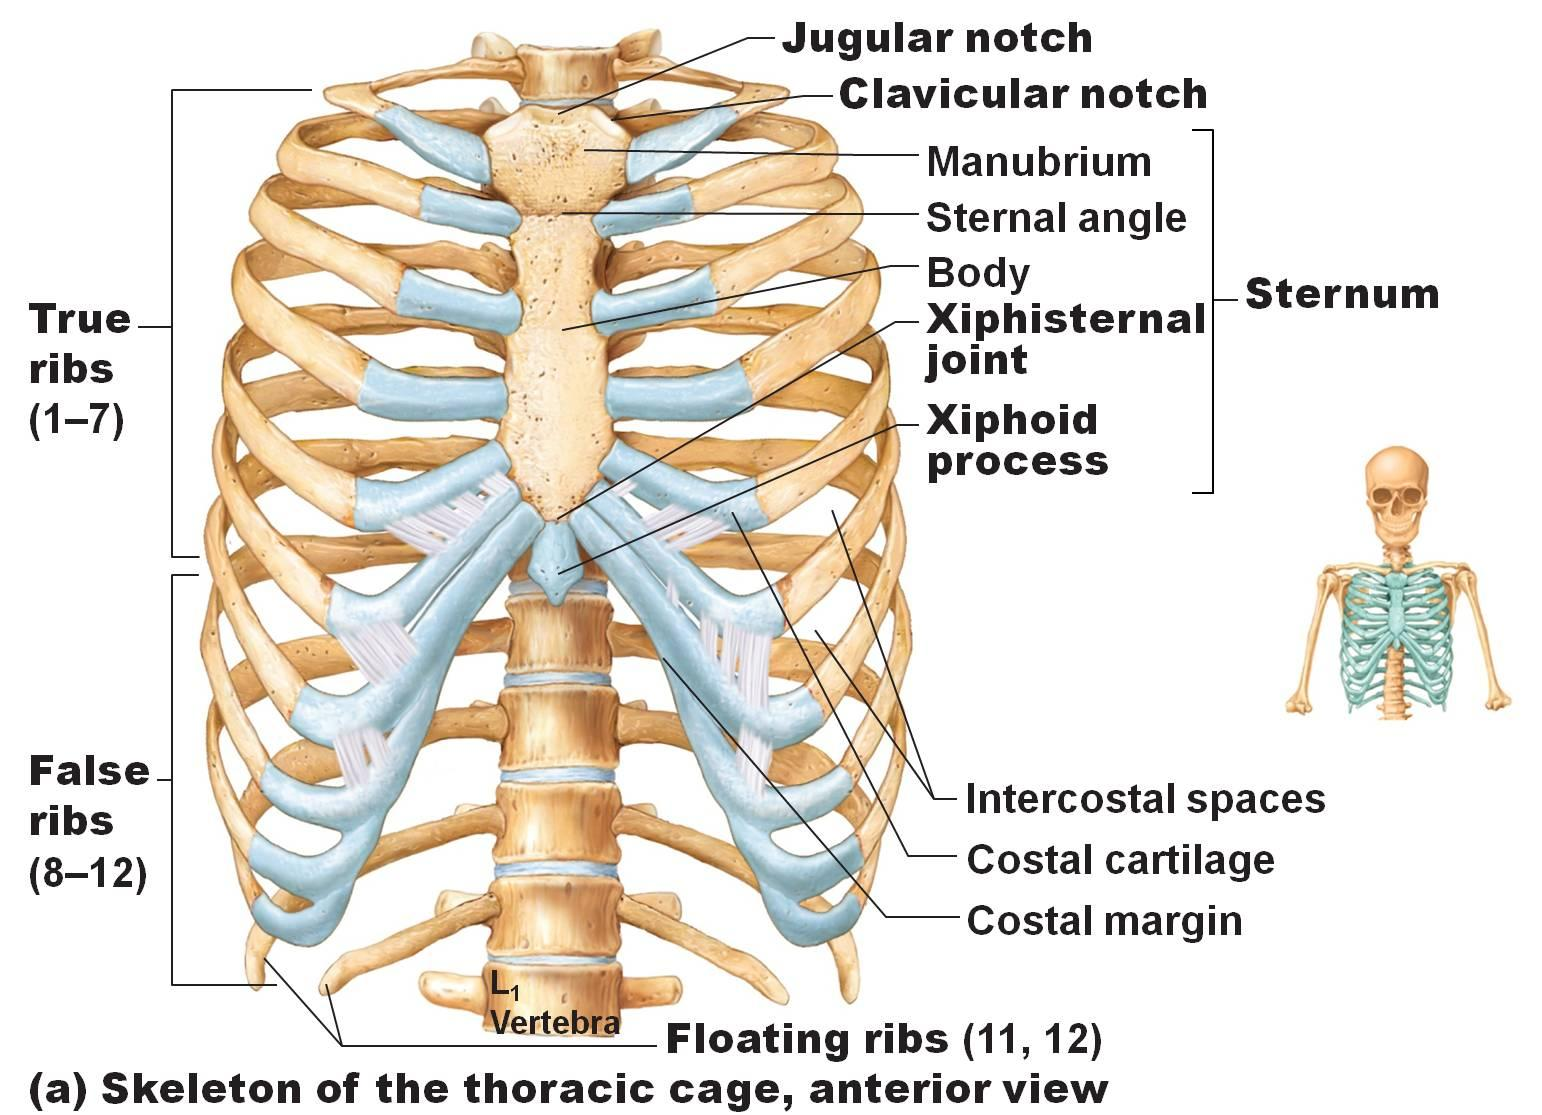 Jugular notch
Clavicular notch
Manubrium
Sternal angle
Body
Xiphisternal
joint
Xiphoid
process
Sternum
True
ribs
(1–7)
False
ribs
(8–12)
Intercostal spaces
Costal cartilage
Costal margin
L1
Vertebra
Floating ribs (11, 12)
(a) Skeleton of the thoracic cage, anterior view